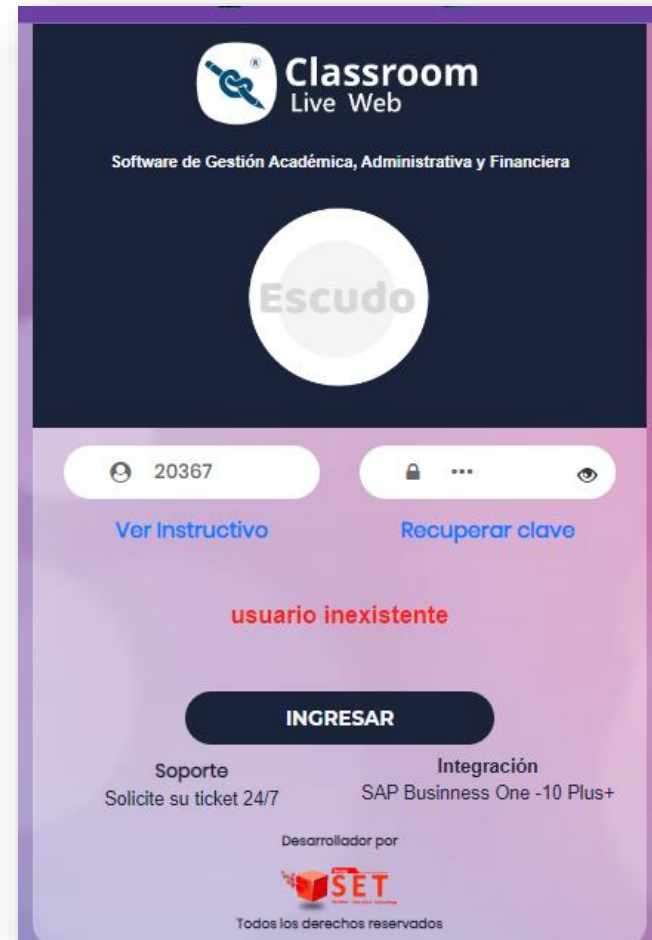 Classroom
Live Web
Software de Gestión Académica, Administrativa y Financiera
Escudo
20367
Ver Instructivo
Recuperar clave
usuario inexistente
INGRESAR
Soporte
Solicite su ticket 24/7
Integración
SAP Businness One -10 Plus+
Desarrollador por
SET
Todos los derechos reservados